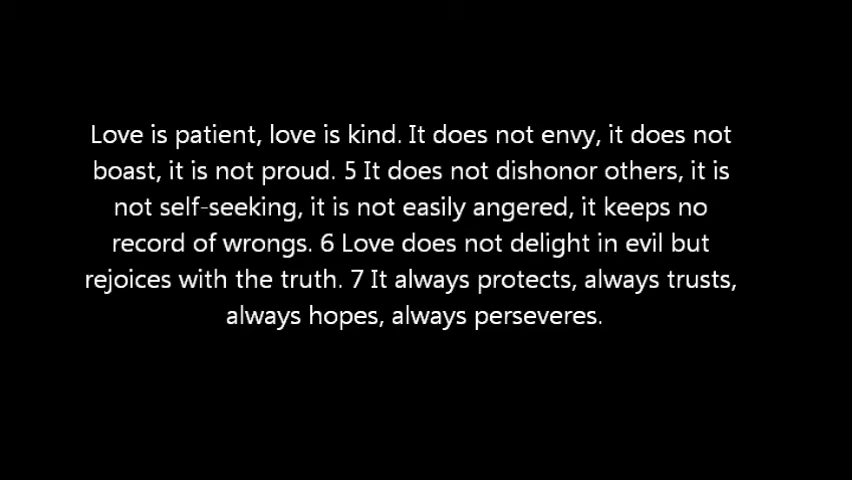 Love is patient, love is kind. It does not envy, it does not
boast, it is not proud. 5 It does not dishonor others, it is
not self-seeking, it is not easily angered, it keeps no
record of wrongs. 6 Love does not delight in evil but
rejoices with the truth. 7 It always protects, always trusts,
always hopes, always perseveres.